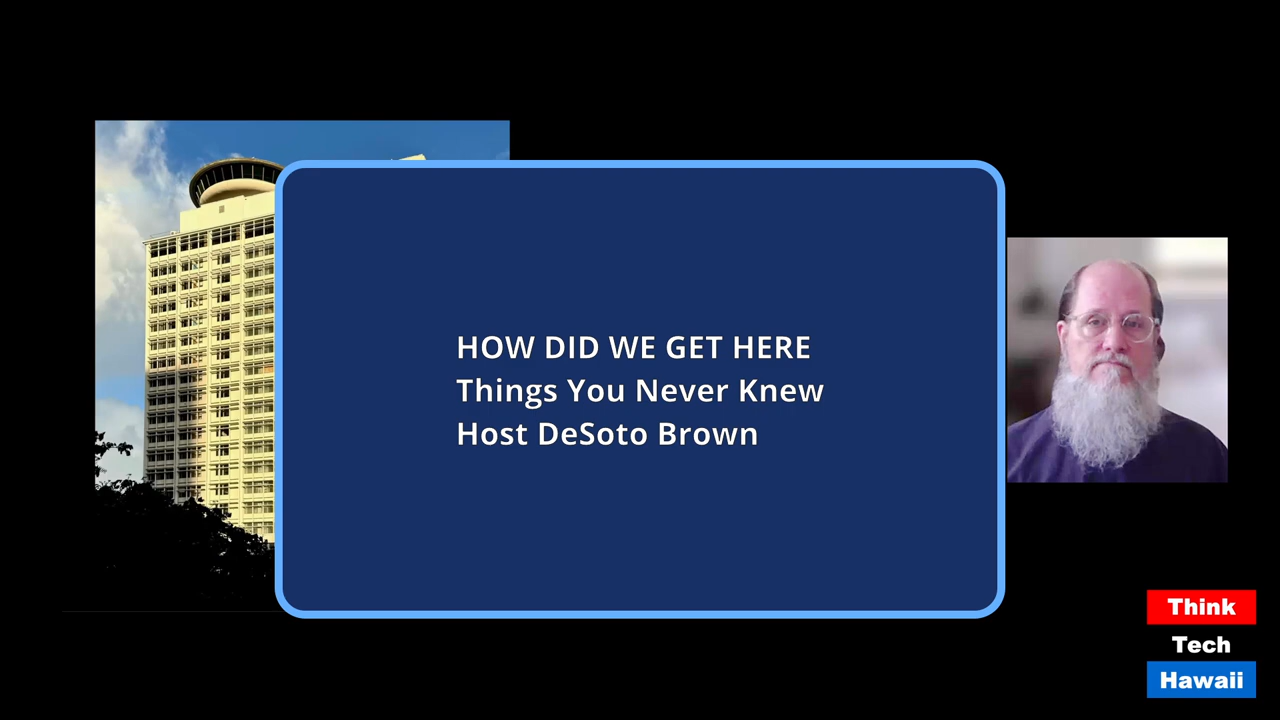 HOW DID WE GET HERE
Things You Never Knew
Host DeSoto Brown
Think
Tech
Hawaii